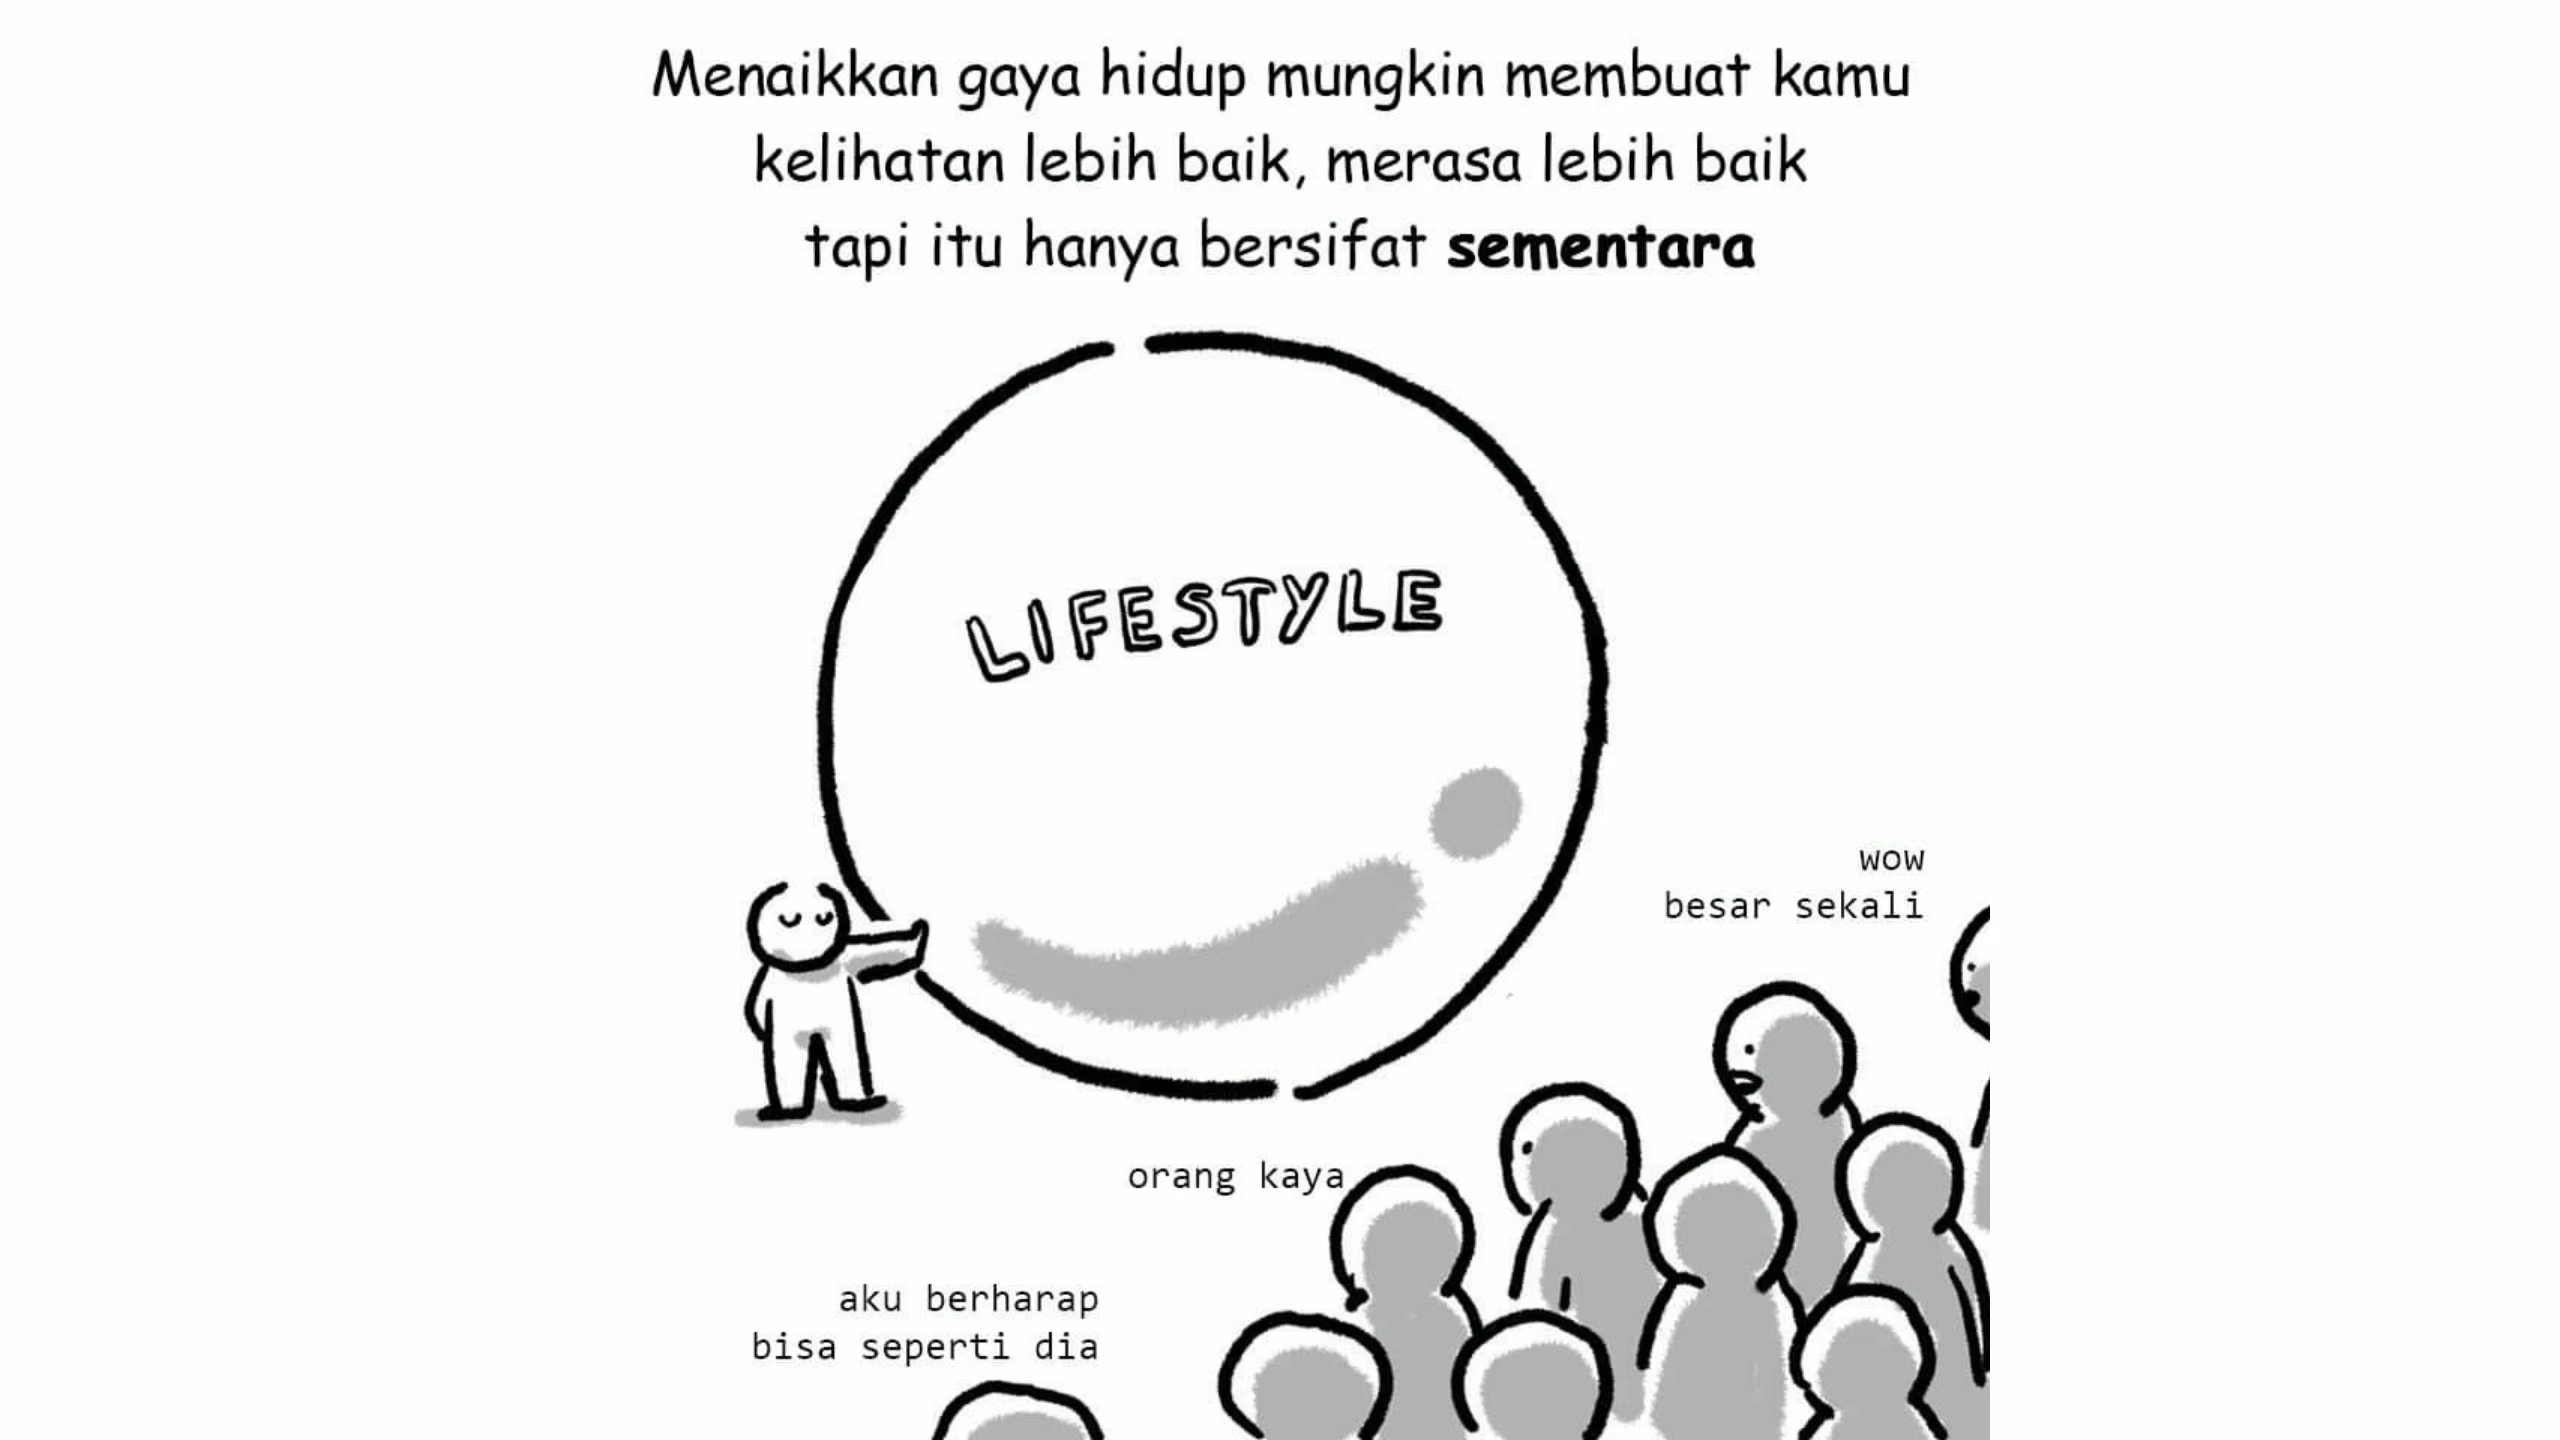 Menaikkan gaya hidup mungkin membuat kamu
kelihatan lebih baik, merasa lebih baik
tapi itu hanya bersifat sementara
LIFESTYLE
wow
besar sekali
orang kaya
aku berharap
bisa seperti dia